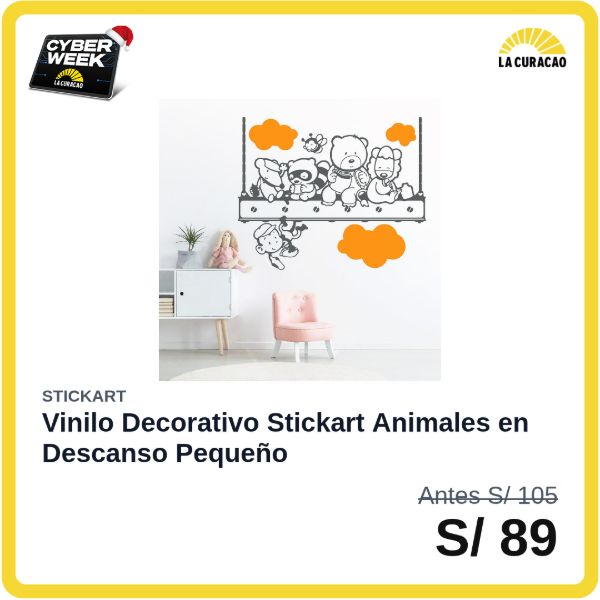 CYBER
WEEK
LA CURACAO
LA CURACAO
STICKART
Vinilo Decorativo Stickart Animales en
Descanso Pequeño
Antes S/ 105
S/ 89